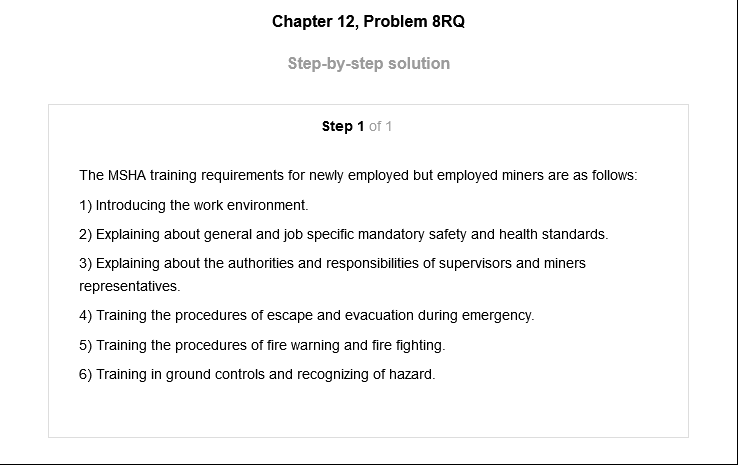 Chapter 12, Problem 8RQ
Step-by-step solution
Step 1 of 1
The MSHA training requirements for newly employed but employed miners are as follows:
1) Introducing the work environment.
2) Explaining about general and job specific mandatory safety and health standards.
3) Explaining about the authorities and responsibilities of supervisors and miners
representatives.
4) Training the procedures of escape and evacuation during emergency.
5) Training the procedures of fire warning and fire fighting.
6) Training in ground controls and recognizing of hazard.